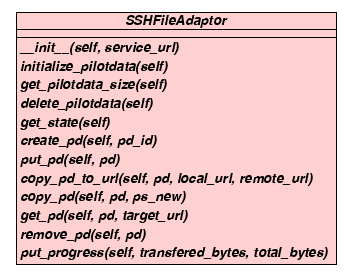 SSHFileAdaptor
__init__(self, service_url)
initialize_pilotdata(self)
get_pilotdata_size(self)
delete_pilotdata(self)
get_state(self)
create_pd(self, pd_id)
put_pd(self, pd)
copy_pd_to_url(self, pd, local_url, remote_url)
copy_pd(self, pd, ps_new)
get_pd(self, pd, target_url)
remove_pd(self, pd)
put_progress(self, transfered_bytes, total_bytes)